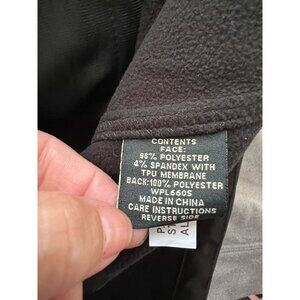 CONTENTS
FACE:
96% POLYESTER
4% SPANDEX WITH
TPU MEMBRANE
BACK:100% POLYESTER
WPL6605
MADE IN CHINA
CARE INSTRUCTIONS
REVERSE SIDE